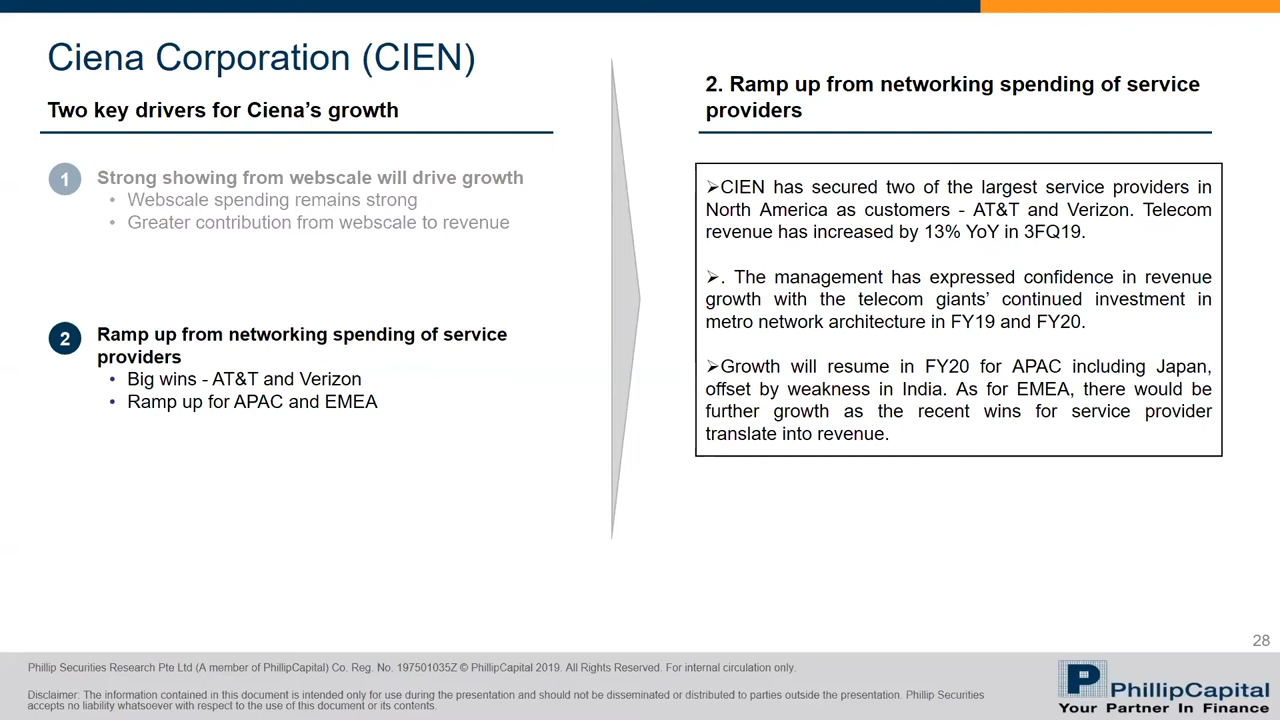 Ciena Corporation (CIEN)
Two key drivers for Ciena’s growth
1
Strong showing from webscale will drive growth
• Webscale spending remains strong
• Greater contribution from webscale to revenue
2
Ramp up from networking spending of service
providers
• Big wins - AT&T and Verizon
• Ramp up for APAC and EMEA
2. Ramp up from networking spending of service
providers
➢CIEN has secured two of the largest service providers in
North America as customers - AT&T and Verizon. Telecom
revenue has increased by 13% YoY in 3FQ19.
➢. The management has expressed confidence in revenue
growth with the telecom giants’ continued investment in
metro network architecture in FY19 and FY20.
➢Growth will resume in FY20 for APAC including Japan,
offset by weakness in India. As for EMEA, there would be
further growth as the recent wins for service provider
translate into revenue.
28
Phillip Securities Research Pte Ltd (A member of PhillipCapital) Co. Reg. No. 197501035Z © PhillipCapital 2019. All Rights Reserved. For internal circulation only.
Disclaimer: The information contained in this document is intended only for use during the presentation and should not be disseminated or distributed to parties outside the presentation. Phillip Securities
accepts no liability whatsoever with respect to the use of this document or its contents.
P
PhillipCapital
Your Partner In Finance